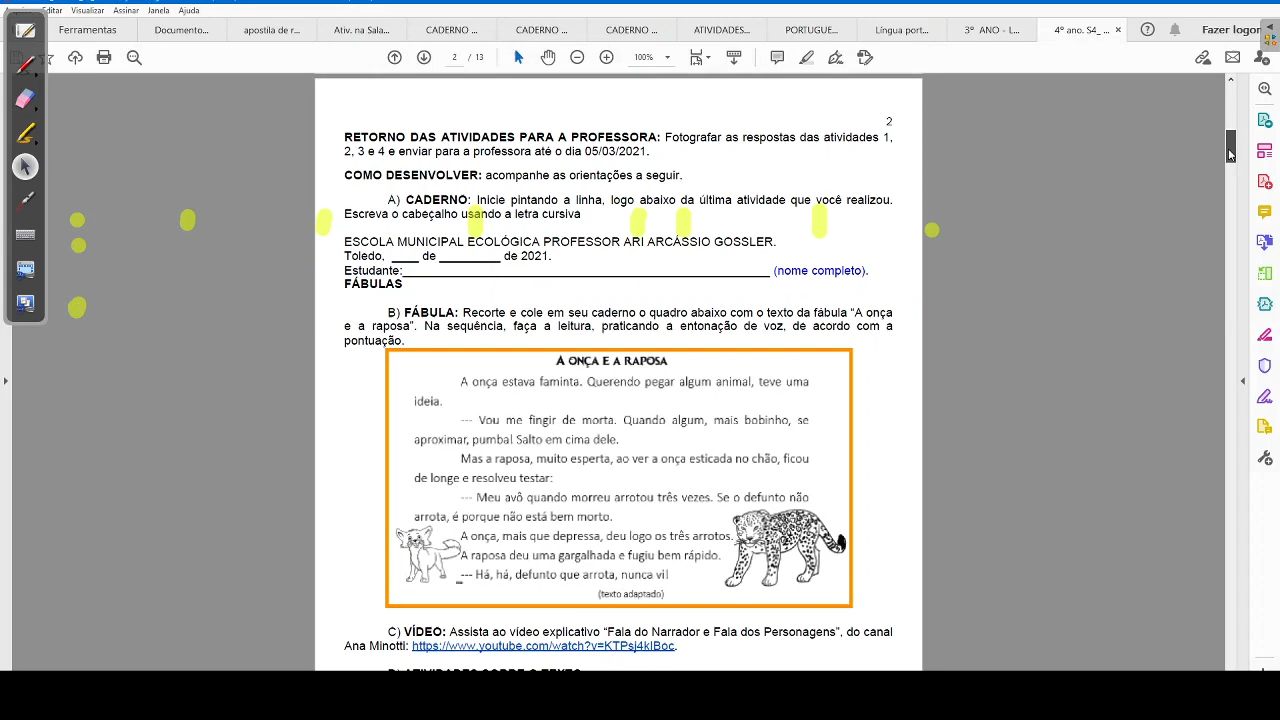 Editar Visualizar Assinar Janela Ajuda
Ferramentas Documento... apostila de r... Ativ. na Sala... CADERNO ... CADERNO ... CADERNO ... ATIVIDADES... PORTUGUE... Língua port... 3º ANO - L... 4º ano. S4_ ... Fazer logon
2 / 13 100%
2
RETORNO DAS ATIVIDADES PARA A PROFESSORA: Fotografar as respostas das atividades 1,
2, 3 e 4 e enviar para a professora até o dia 05/03/2021.
COMO DESENVOLVER: acompanhe as orientações a seguir.
A) CADERNO: Inicie pintando a linha, logo abaixo da última atividade que você realizou.
Escreva o cabeçalho usando a letra cursiva
ESCOLA MUNICIPAL ECOLÓGICA PROFESSOR ARI ARCÁSSIO GOSSLER.
Toledo, ____ de _________ de 2021.
Estudante:______________________________________________________ (nome completo).
FÁBULAS
B) FÁBULA: Recorte e cole em seu caderno o quadro abaixo com o texto da fábula “A onça
e a raposa”. Na sequência, faça a leitura, praticando a entonação de voz, de acordo com a
pontuação.
A ONÇA E A RAPOSA
A onça estava faminta. Querendo pegar algum animal, teve uma
ideia.
--- Vou me fingir de morta. Quando algum, mais bobinho, se
aproximar, pumba! Salto em cima dele.
Mas a raposa, muito esperta, ao ver a onça esticada no chão, ficou
de longe e resolveu testar:
--- Meu avô quando morreu arrotou três vezes. Se o defunto não
arrota, é porque não está bem morto.
A onça, mais que depressa, deu logo os três arrotos.
A raposa deu uma gargalhada e fugiu bem rápido.
--- Há, há, defunto que arrota, nunca vi!
(texto adaptado)
C) VÍDEO: Assista ao vídeo explicativo “Fala do Narrador e Fala dos Personagens”, do canal
Ana Minotti: https://www.youtube.com/watch?v=KTPsj4kIBoc.
D) ATIVIDADES SOBRE O TEXTO